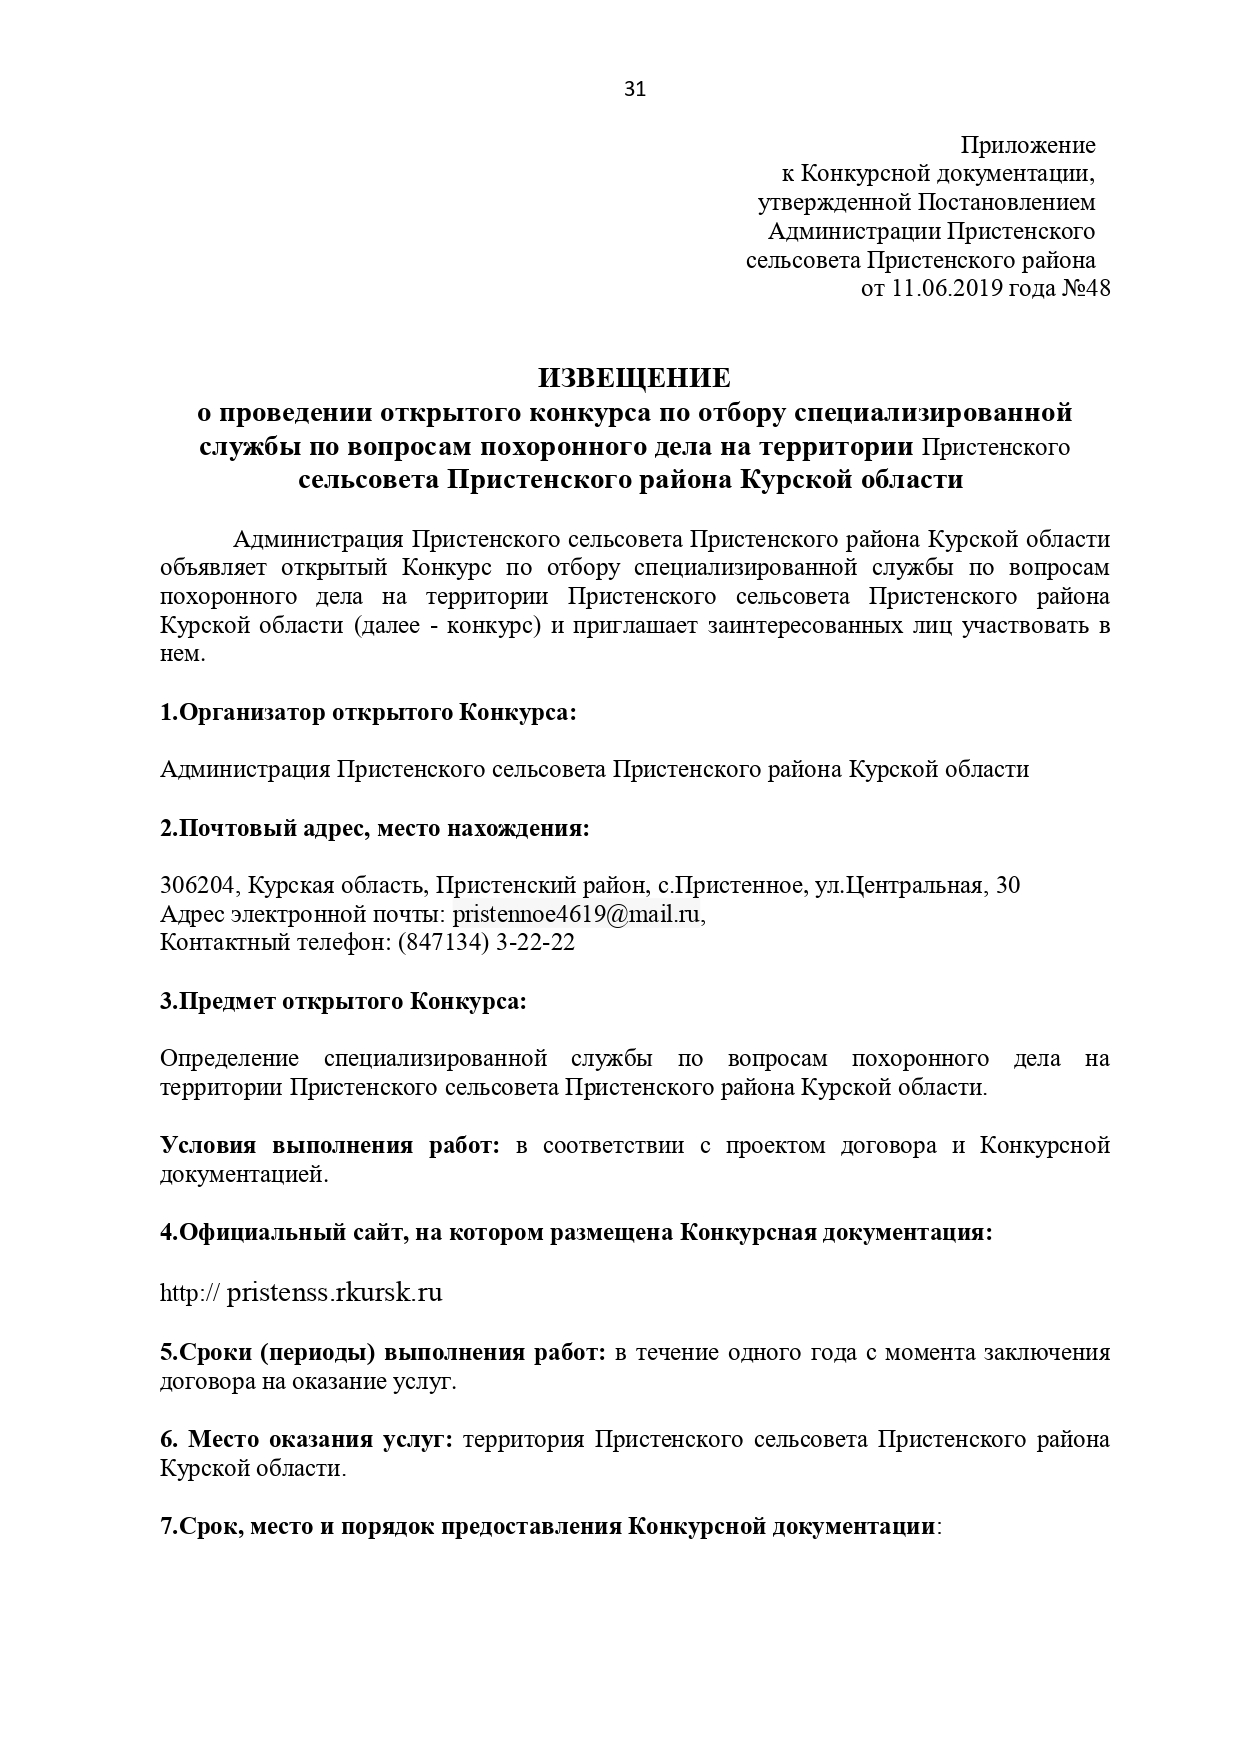 31
Приложение
к Конкурсной документации,
утвержденной Постановлением
Администрации Пристенского
сельсовета Пристенского района
от 11.06.2019 года №48
ИЗВЕЩЕНИЕ
о проведении открытого конкурса по отбору специализированной
службы по вопросам похоронного дела на территории Пристенского
сельсовета Пристенского района Курской области
Администрация Пристенского сельсовета Пристенского района Курской области
объявляет открытый Конкурс по отбору специализированной службы по вопросам
похоронного дела на территории Пристенского сельсовета Пристенского района
Курской области (далее - конкурс) и приглашает заинтересованных лиц участвовать в
нем.
1.Организатор открытого Конкурса:
Администрация Пристенского сельсовета Пристенского района Курской области
2.Почтовый адрес, место нахождения:
306204, Курская область, Пристенский район, с.Пристенное, ул.Центральная, 30
Адрес электронной почты: pristennoe4619@mail.ru,
Контактный телефон: (847134) 3-22-22
3.Предмет открытого Конкурса:
Определение специализированной службы по вопросам похоронного дела на
территории Пристенского сельсовета Пристенского района Курской области.
Условия выполнения работ: в соответствии с проектом договора и Конкурсной
документацией.
4.Официальный сайт, на котором размещена Конкурсная документация:
http:// pristenss.rkursk.ru
5.Сроки (периоды) выполнения работ: в течение одного года с момента заключения
договора на оказание услуг.
6. Место оказания услуг: территория Пристенского сельсовета Пристенского района
Курской области.
7.Срок, место и порядок предоставления Конкурсной документации: